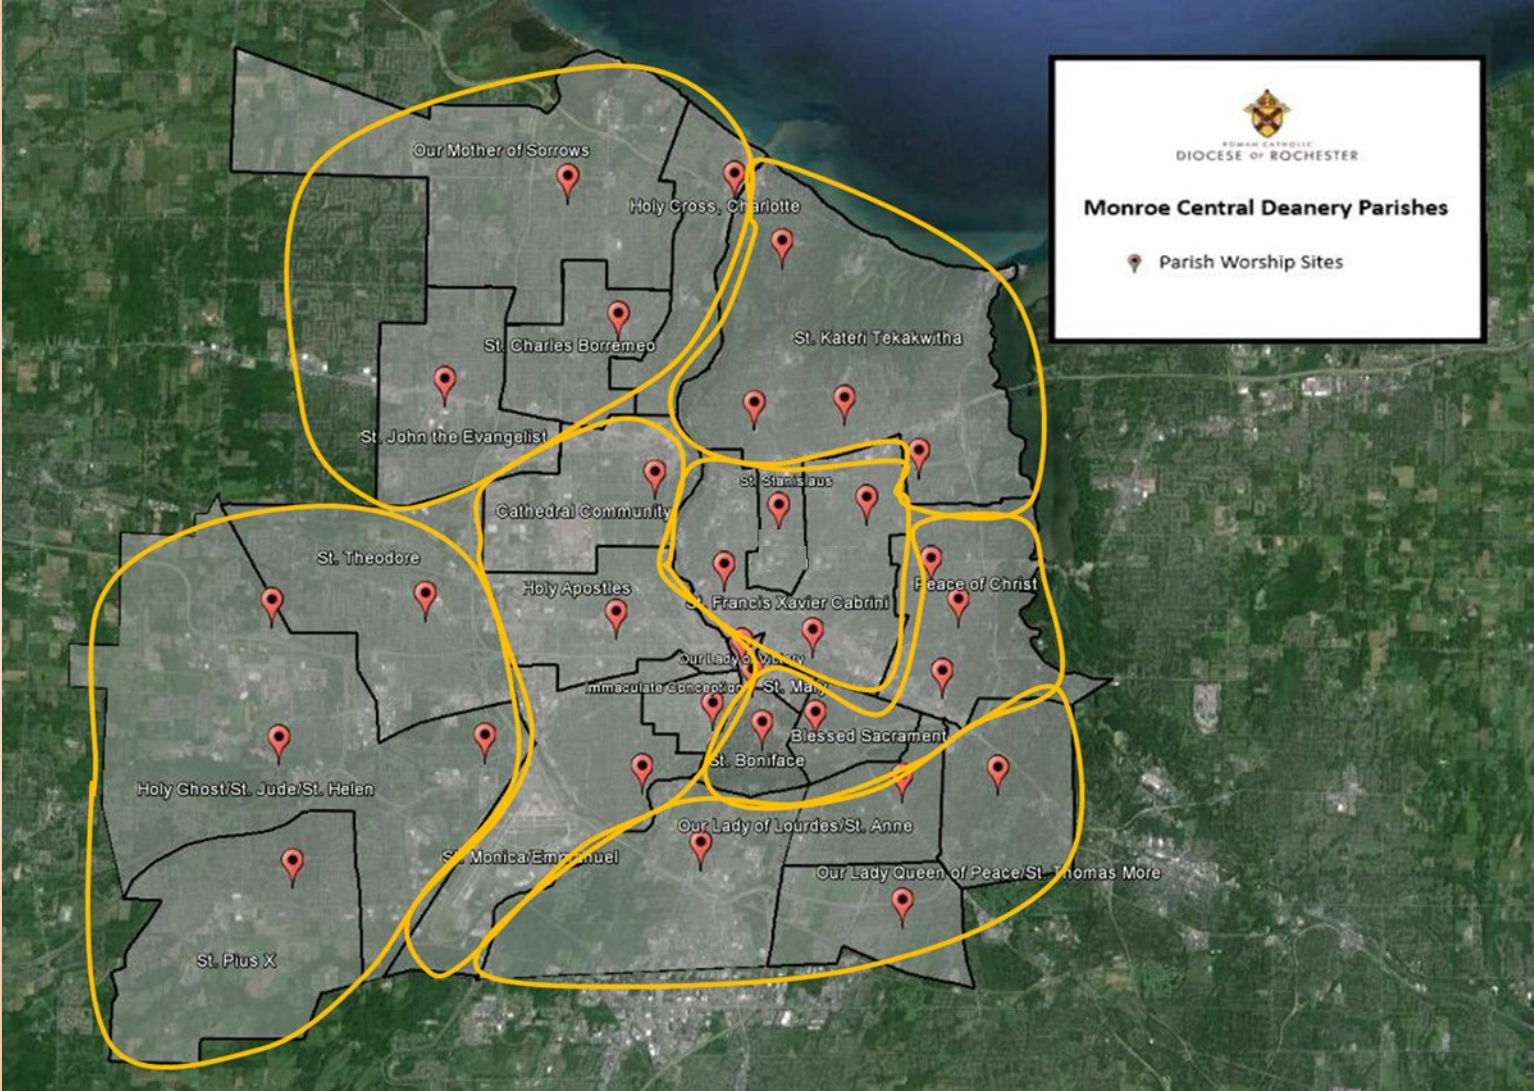 ROMAN CATHOLIC
DIOCESE OF ROCHESTER
Monroe Central Deanery Parishes
Parish Worship Sites
Our Mother of Sorrows
Holy Cross, Charlotte
St. Charles Borremeo
St. Kateri Tekakwitha
St. John the Evangelist
St. Stanislaus
Cathedral Community
St. Theodore
Holy Apostles
Peace of Christ
St. Francis Xavier Cabrini
Our Lady of Victory
Immaculate Conception
St. Mary
Blessed Sacrament
St. Boniface
Holy Ghost/St. Jude/St. Helen
Our Lady of Lourdes/St. Anne
St. Monica/Emmanuel
Our Lady Queen of Peace/St. Thomas More
St. Pius X